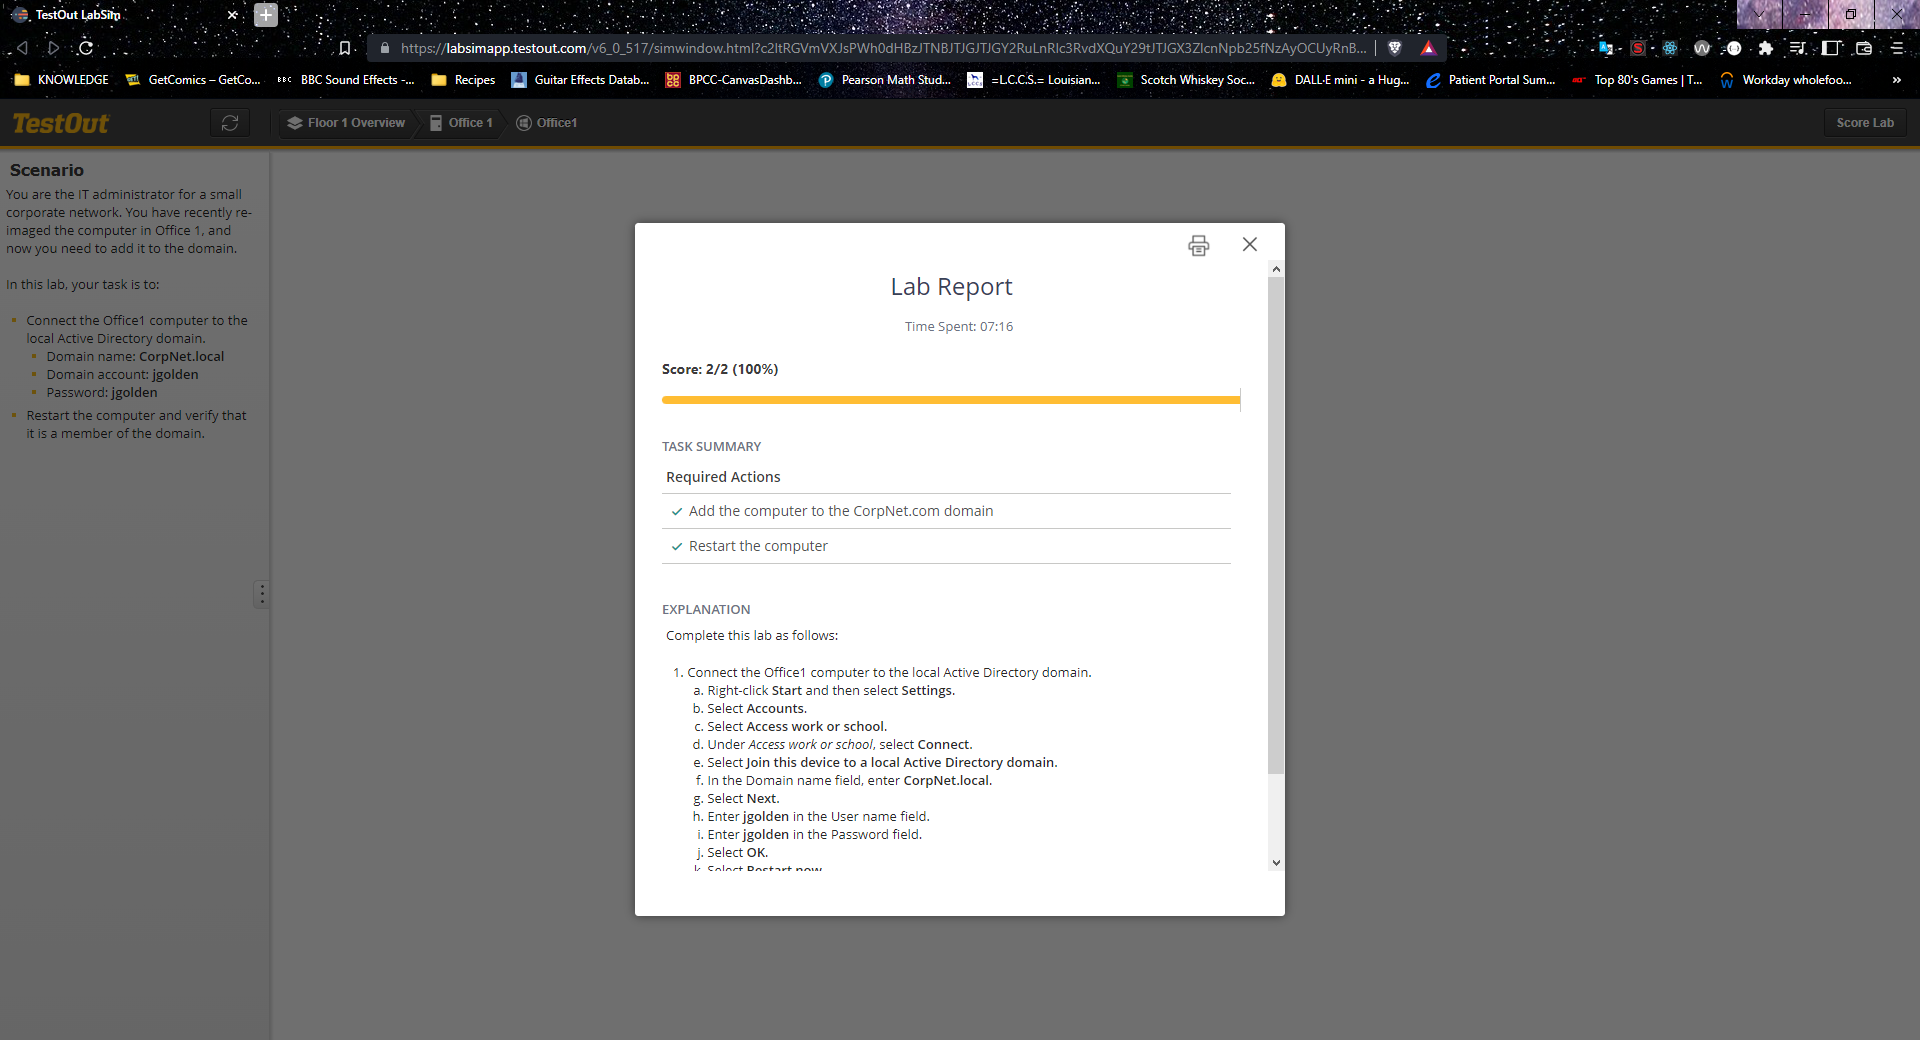 TestOut LabSim
https://labsimapp.testout.com/v6_0_517/simwindow.html?c2ltRGVmVXJsPWh0dHBzJTNBJTJGJTJGY2RuLnRlc3RvdXQuY29tJTJGX3ZlcnNpb25fNzAyOCUyRnB...
KNOWLEDGE
GetComics – GetCo...
BBC BBC Sound Effects -...
Recipes
Guitar Effects Datab...
BPCC-CanvasDashb...
Pearson Math Stud...
=L.C.C.S.= Louisian...
Scotch Whiskey Soc...
DALL·E mini - a Hug...
Patient Portal Sum...
Top 80's Games | T...
Workday wholefoo...
»
TestOut
Floor 1 Overview
Office 1
Office1
Score Lab
Scenario
You are the IT administrator for a small
corporate network. You have recently re-
imaged the computer in Office 1, and
now you need to add it to the domain.
In this lab, your task is to:
Connect the Office1 computer to the
local Active Directory domain.
Domain name: CorpNet.local
Domain account: jgolden
Password: jgolden
Restart the computer and verify that
it is a member of the domain.
Lab Report
Time Spent: 07:16
Score: 2/2 (100%)
TASK SUMMARY
Required Actions
✓ Add the computer to the CorpNet.com domain
✓ Restart the computer
EXPLANATION
Complete this lab as follows:
1. Connect the Office1 computer to the local Active Directory domain.
a. Right-click Start and then select Settings.
b. Select Accounts.
c. Select Access work or school.
d. Under Access work or school, select Connect.
e. Select Join this device to a local Active Directory domain.
f. In the Domain name field, enter CorpNet.local.
g. Select Next.
h. Enter jgolden in the User name field.
i. Enter jgolden in the Password field.
j. Select OK.
k. Select Restart now.